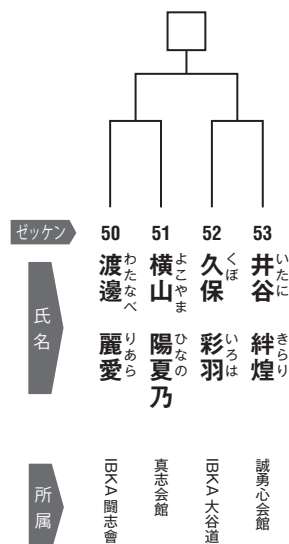 ゼッケン
50
51
52
53
氏名
渡邊 麗愛
わたなべ りあら
横山 陽夏乃
よこやま ひなの
久保 彩羽
くぼ いろは
井谷 絆煌
いたに きらり
所属
IBKA 闘志會
真志会館
IBKA 大谷道
誠勇心会館